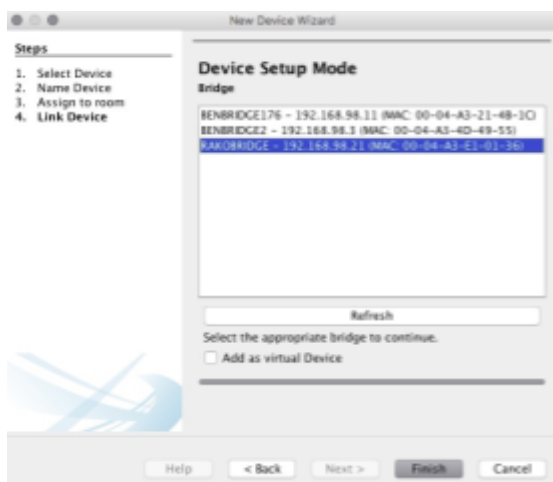 New Device Wizard
Steps
1. Select Device
2. Name Device
3. Assign to room
4. Link Device
Device Setup Mode
Bridge
BENBRIDGE176 - 192.168.98.11 (MAC: 00-04-A3-21-4B-1C)
BENBRIDGE2 - 192.168.98.3 (MAC: 00-04-A3-4D-49-55)
RAKOBRIDGE - 192.168.98.21 (MAC: 00-04-A3-E1-01-36)
Refresh
Select the appropriate bridge to continue.
Add as virtual Device
Help
< Back
Next >
Finish
Cancel